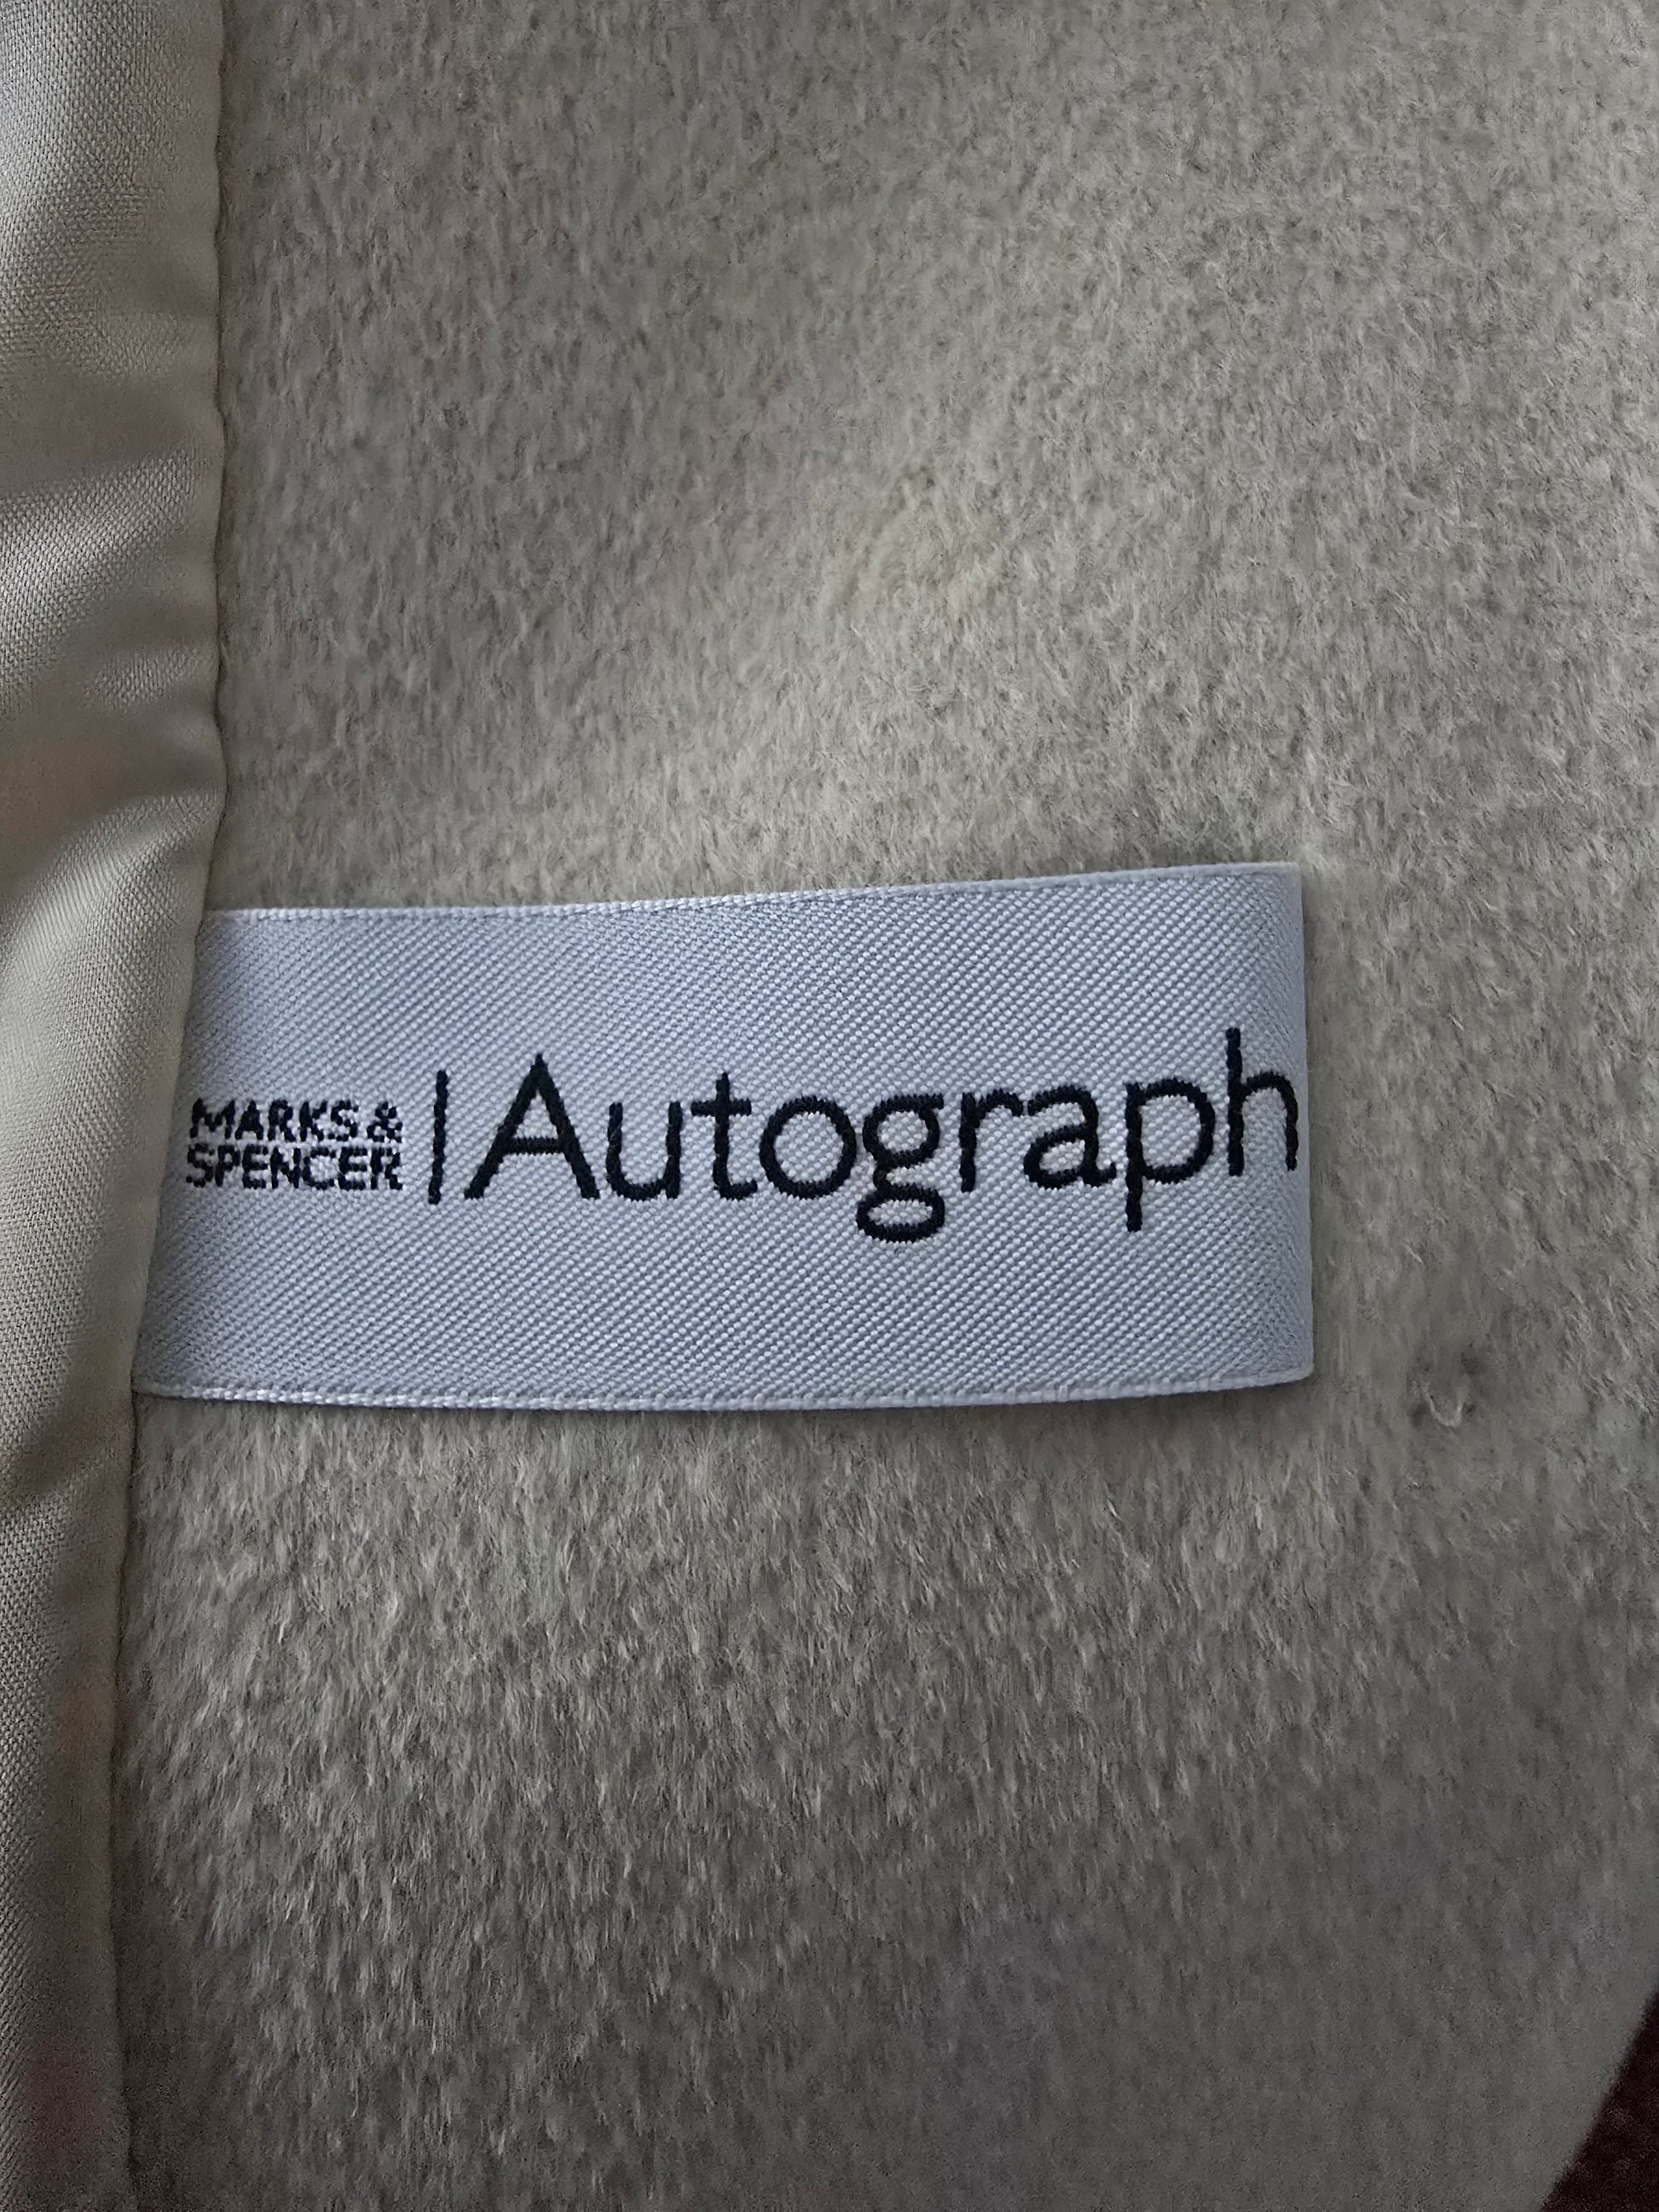 MARKS &
SPENCER
| Autograph